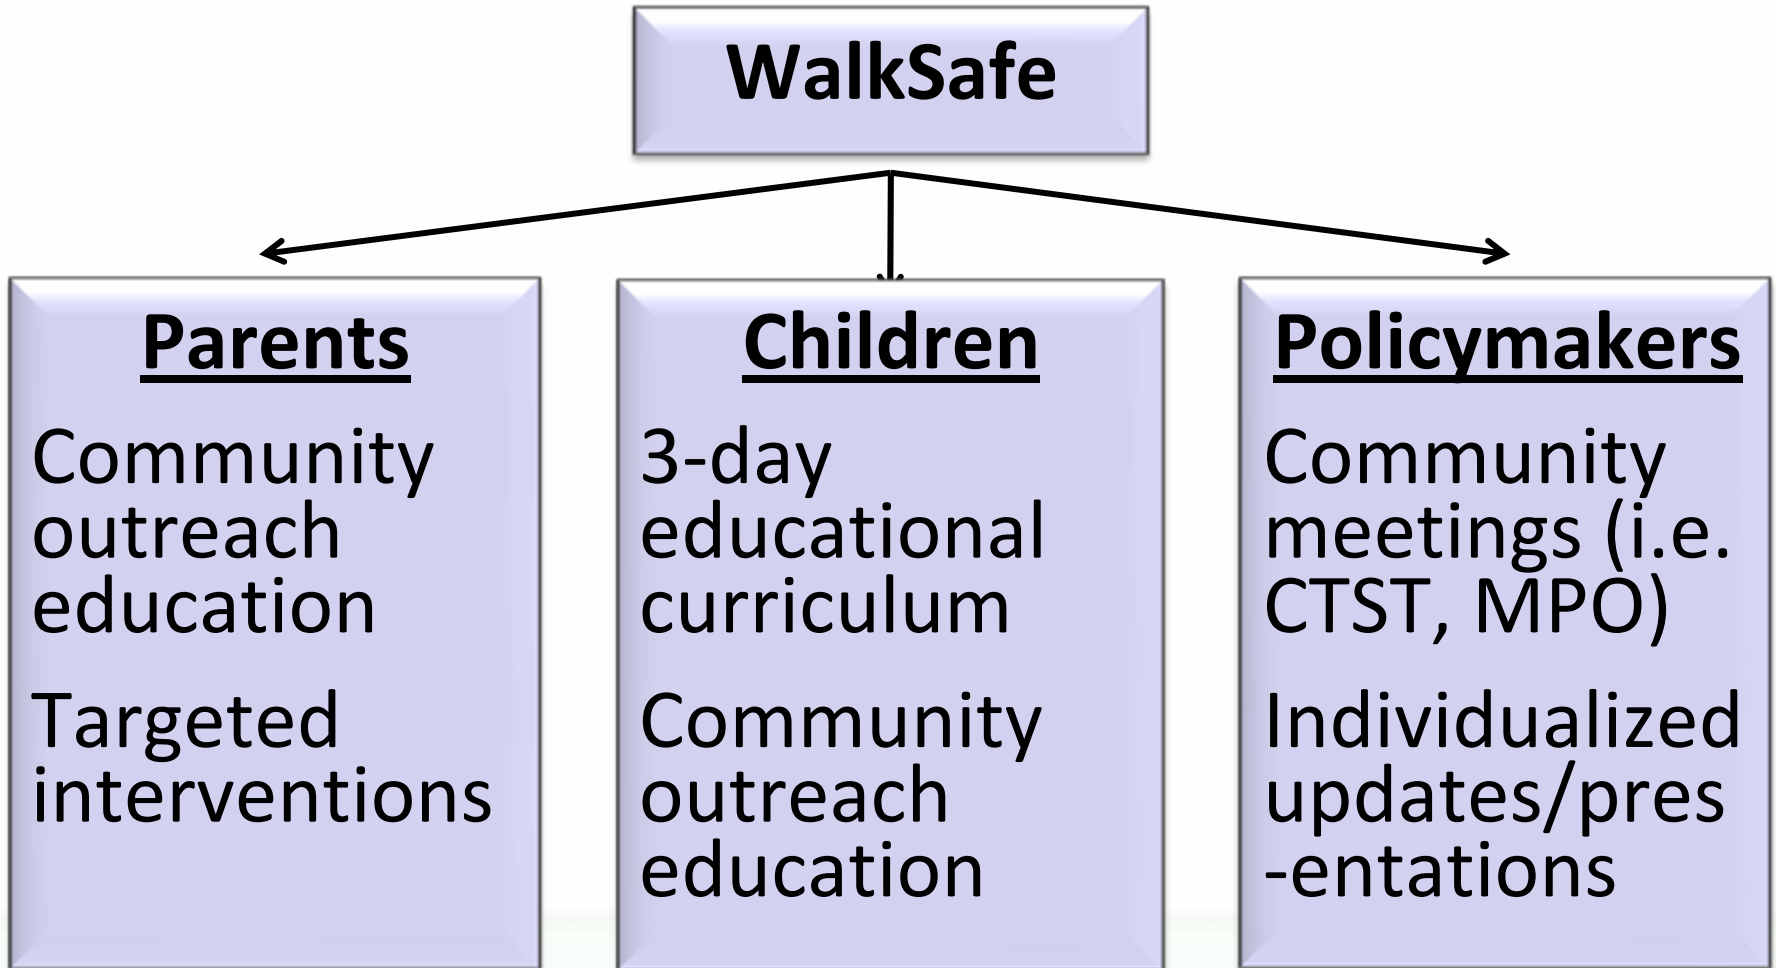 WalkSafe
Parents
Community
outreach
education
Targeted
interventions
Children
3-day
educational
curriculum
Community
outreach
education
Policymakers
Community
meetings (i.e.
CTST, MPO)
Individualized
updates/pres
-entations